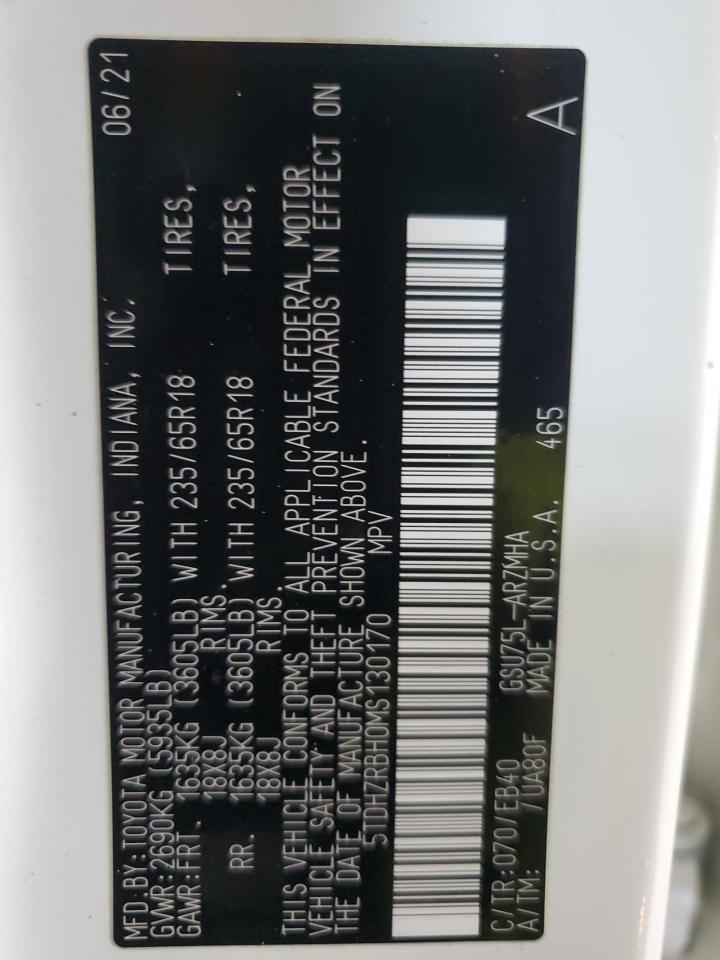 MFD.BY:TOYOTA MOTOR MANUFACTURING, INDIANA, INC. 06/21
GVWR:2690KG (5935LB)
GAWR:FRT. 1635KG (3605LB) WITH 235/65R18 TIRES,
18X8J RIMS.
RR. 1635KG (3605LB) WITH 235/65R18 TIRES,
18X8J RIMS.
THIS VEHICLE CONFORMS TO ALL APPLICABLE FEDERAL MOTOR
VEHICLE SAFETY AND THEFT PREVENTION STANDARDS IN EFFECT ON
THE DATE OF MANUFACTURE SHOWN ABOVE.
5TDHZRBH0MS130170 MPV
C/TR:070/EB40 GSU75L-ARZMHA
A/TM: /UA80F MADE IN U.S.A. 465 A